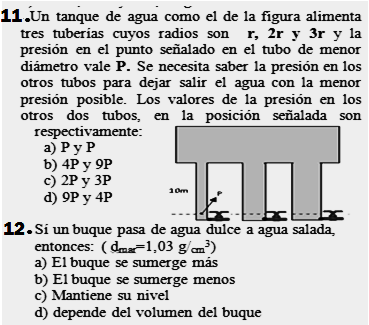 11. Un tanque de agua como el de la figura alimenta
tres tuberías cuyos radios son r, 2r y 3r y la
presión en el punto señalado en el tubo de menor
diámetro vale P. Se necesita saber la presión en los
otros tubos para dejar salir el agua con la menor
presión posible. Los valores de la presión en los
otros dos tubos, en la posición señalada son
respectivamente:
a) P y P
b) 4P y 9P
c) 2P y 3P
d) 9P y 4P
10m
P
12. Sí un buque pasa de agua dulce a agua salada,
entonces: ( dmar=1,03 g/cm³)
a) El buque se sumerge más
b) El buque se sumerge menos
c) Mantiene su nivel
d) depende del volumen del buque